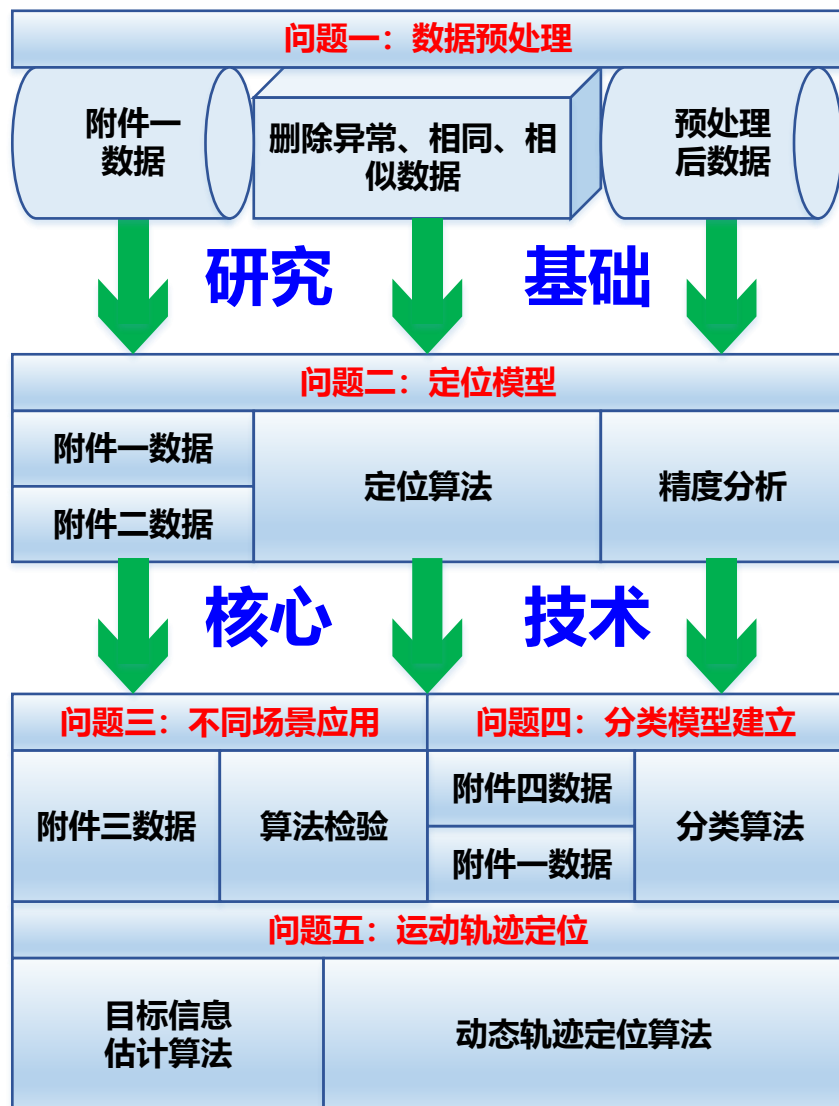 问题一：数据预处理
附件一
数据
删除异常、相同、相
似数据
预处理
后数据
研究
基础
问题二：定位模型
附件一数据
附件二数据
定位算法
精度分析
核心
技术
问题三：不同场景应用
问题四：分类模型建立
附件三数据
算法检验
附件四数据
附件一数据
分类算法
问题五：运动轨迹定位
目标信息
估计算法
动态轨迹定位算法